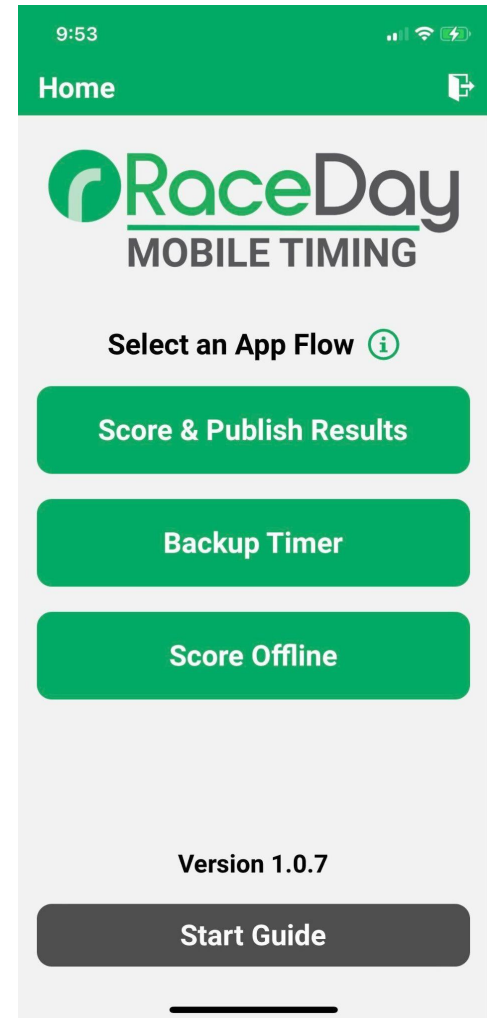 9:53
Home
RaceDay
MOBILE TIMING
Select an App Flow
Score & Publish Results
Backup Timer
Score Offline
Version 1.0.7
Start Guide